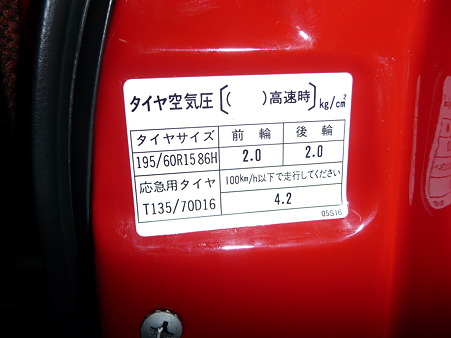 タイヤ空気圧[( )高速時]kg/cm²
タイヤサイズ 前輪 後輪
195/60R15 86H 2.0 2.0
応急用タイヤ 100km/h以下で走行してください
T135/70D16 4.2
05S16